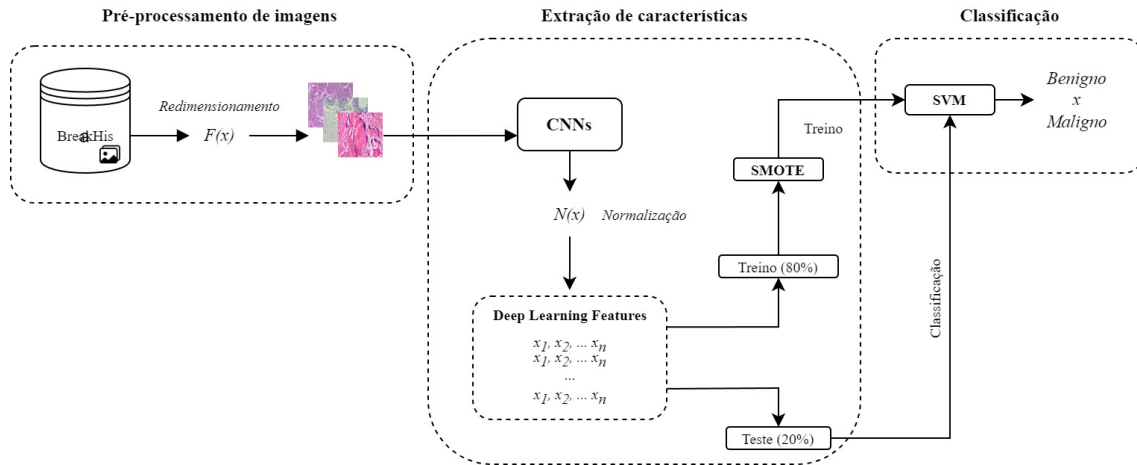 Pré-processamento de imagens
Extração de características
Classificação
BreakHis
Redimensionamento
F(x)
CNNs
N(x) Normalização
Deep Learning Features
x1, x2, ... xn
x1, x2, ... xn
...
x1, x2, ... xn
Treino (80%)
SMOTE
Treino
Teste (20%)
Classificação
SVM
Benigno
x
Maligno